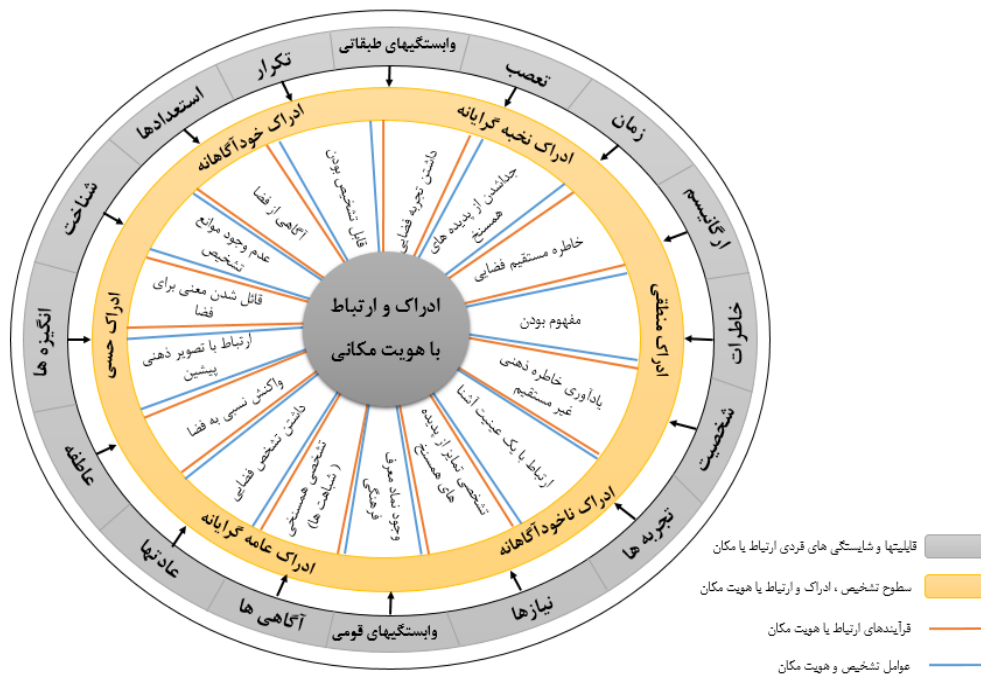 وابستگیهای طبقاتی
تعصب
زمان
ارگانیسم
خاطرات
شخصیت
تجربه ها
نیازها
وابستگیهای قومی
آگاهی ها
عادتها
عاطفه
انگیزه ها
شناخت
استعدادها
تکرار
ادراک نخبه گرایانه
ادراک منطقی
ادراک ناخودآگاهانه
ادراک عامه گرایانه
ادراک حسی
ادراک خودآگاهانه
داشتن تجربه فضایی
جداشدن از پدیده های
همسنخ
خاطره مستقیم فضایی
مفهوم بودن
یادآوری خاطره ذهنی
غیر مستقیم
ارتباط با یک عینیت آشنا
تشخصی تمایز از پدیده
های همسنخ
وجود نماد معرف
فرهنگی
تشخصی همسنخی
( شباهت ها)
داشتن تشخص فضایی
واکنش نسبی به فضا
ارتباط با تصویر ذهنی
پیشین
قائل شدن معنی برای
فضا
عدم وجود موانع
تشخیص
آگاهی از فضا
قابل تشخیص بودن
ادراک و ارتباط
با هویت مکانی
قابلیتها و شایستگی های فردی ارتباط با مکان
سطوح تشخیص ، ادراک و ارتباط با هویت مکان
فرآیندهای ارتباط با هویت مکان
عوامل تشخیص و هویت مکان